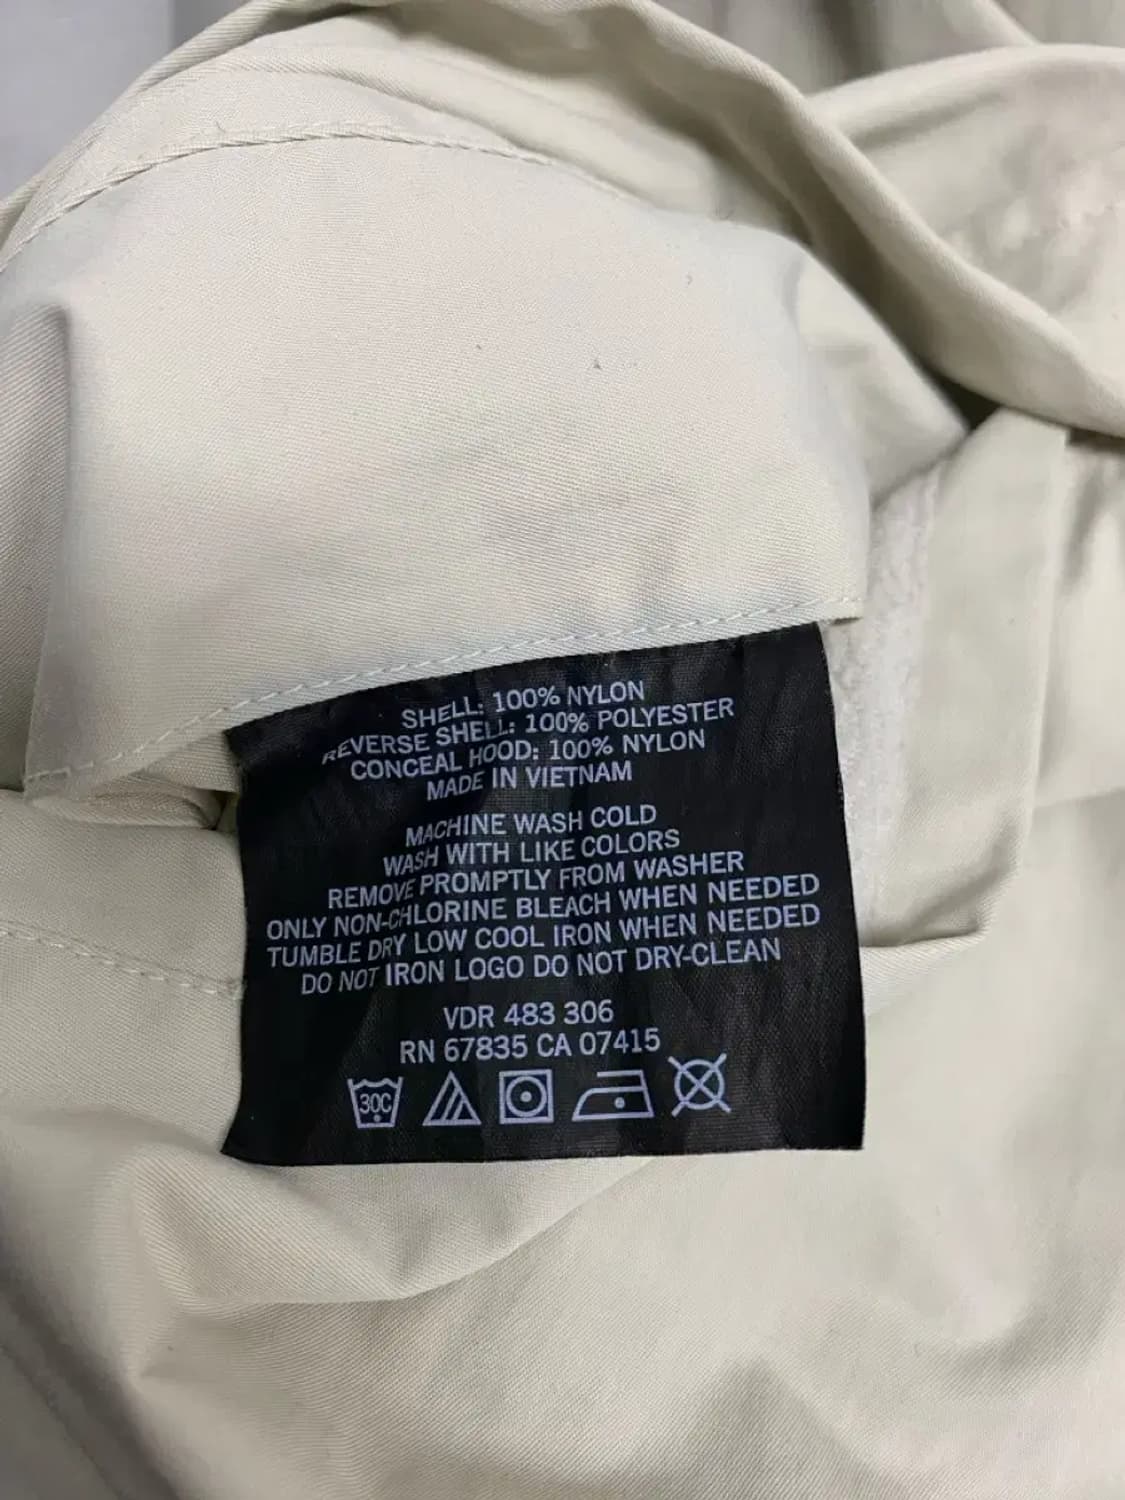 SHELL: 100% NYLON
REVERSE SHELL: 100% POLYESTER
CONCEAL HOOD: 100% NYLON
MADE IN VIETNAM
MACHINE WASH COLD
WASH WITH LIKE COLORS
REMOVE PROMPTLY FROM WASHER
ONLY NON-CHLORINE BLEACH WHEN NEEDED
TUMBLE DRY LOW COOL IRON WHEN NEEDED
DO NOT IRON LOGO DO NOT DRY-CLEAN
VDR 483 306
RN 67835 CA 07415
30C